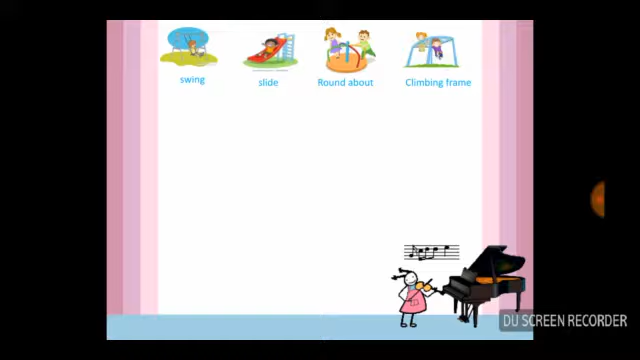 swing
slide
Round about
Climbing frame
DU SCREEN RECORDER